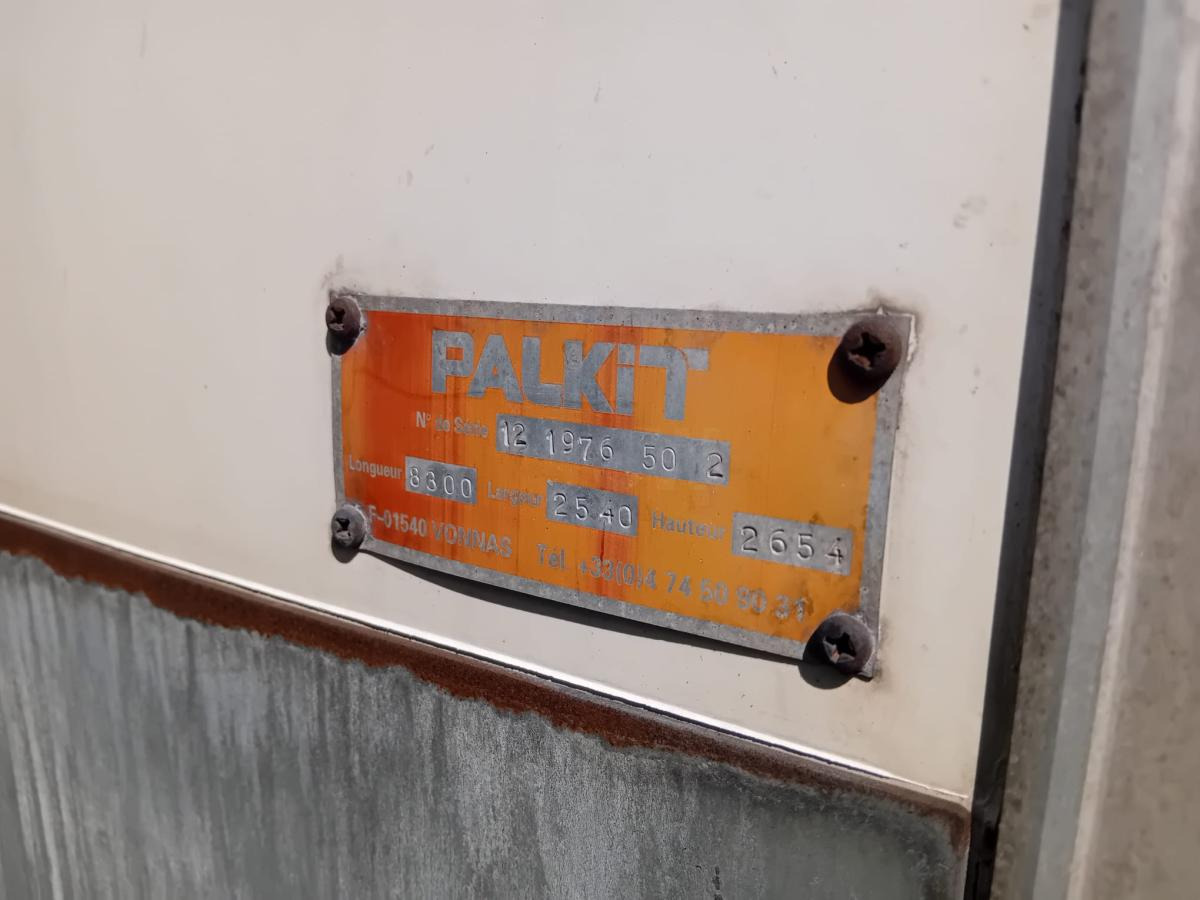 PALKiT
N° de Série 12 1976 50 2
Longueur 8300 Largeur 2540 Hauteur 2654
F-01540 VONNAS Tél. +33(0)4 74 50 90 31